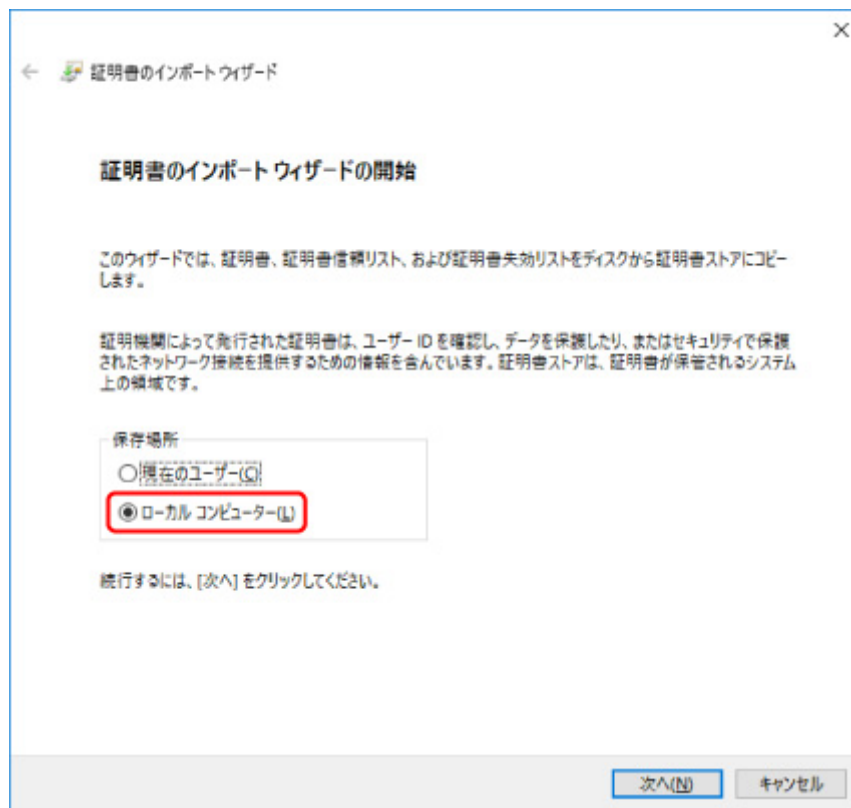 証明書のインポート ウィザード
証明書のインポート ウィザードの開始
このウィザードでは、証明書、証明書信頼リスト、および証明書失効リストをディスクから証明書ストアにコピー
します。
証明機関によって発行された証明書は、ユーザー ID を確認し、データを保護したり、またはセキュリティで保護
されたネットワーク接続を提供するための情報を含んでいます。証明書ストアは、証明書が保管されるシステム
上の領域です。
保存場所
現在のユーザー(C)
ローカル コンピューター(L)
続行するには、[次へ] をクリックしてください。
次へ(N)
キャンセル